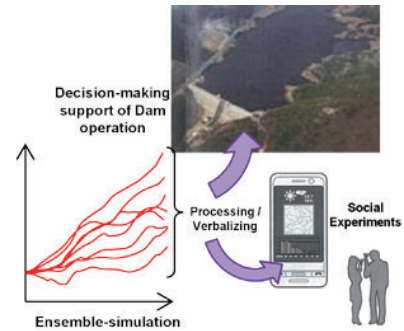 Decision-making
support of Dam
operation
Processing /
Verbalizing
Social
Experiments
Ensemble-simulation